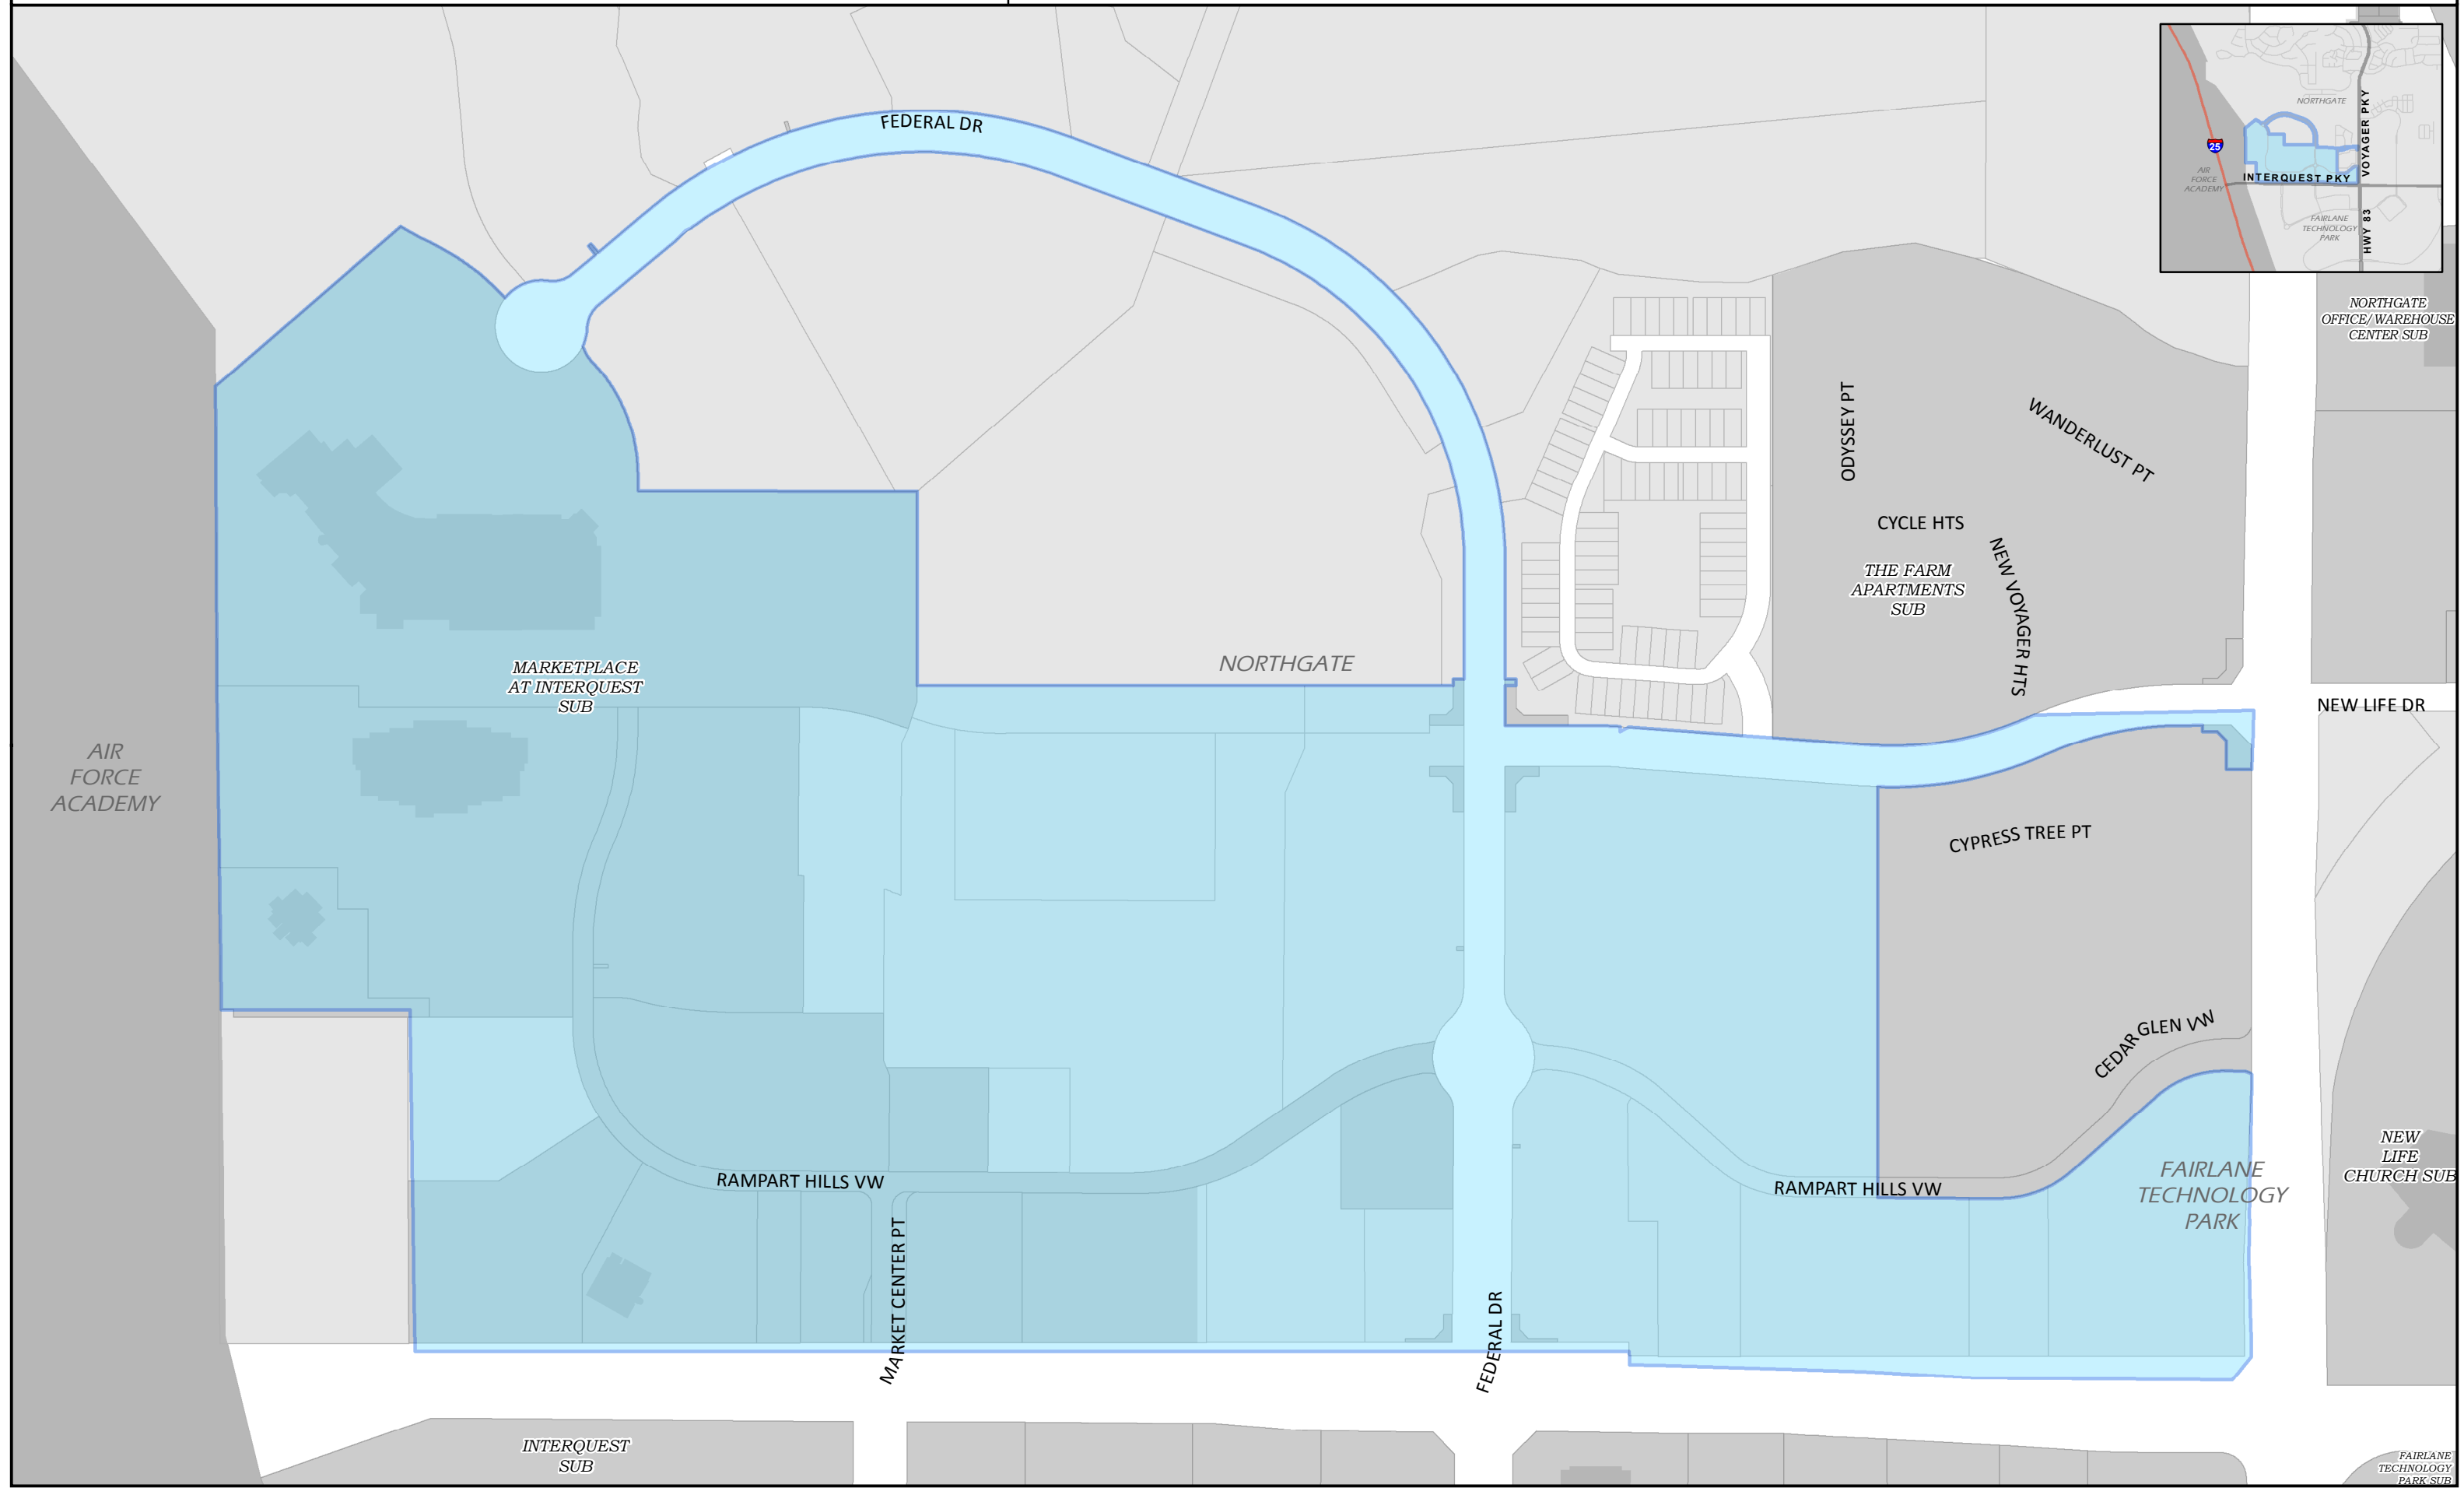 FEDERAL DR
NORTHGATE
VOYAGER PKY
25
AIR
FORCE
ACADEMY
INTERQUEST PKY
FAIRLANE
TECHNOLOGY
PARK
HWY 83
NORTHGATE
OFFICE/WAREHOUSE
CENTER SUB
ODYSSEY PT
WANDERLUST PT
CYCLE HTS
NEW VOYAGER HTS
THE FARM
APARTMENTS
SUB
MARKETPLACE
AT INTERQUEST
SUB
NORTHGATE
NEW LIFE DR
AIR
FORCE
ACADEMY
CYPRESS TREE PT
CEDAR GLEN VW
RAMPART HILLS VW
RAMPART HILLS VW
FAIRLANE
TECHNOLOGY
PARK
NEW
LIFE
CHURCH SUB
MARKET CENTER PT
FEDERAL DR
INTERQUEST
SUB
FAIRLANE
TECHNOLOGY
PARK SUB